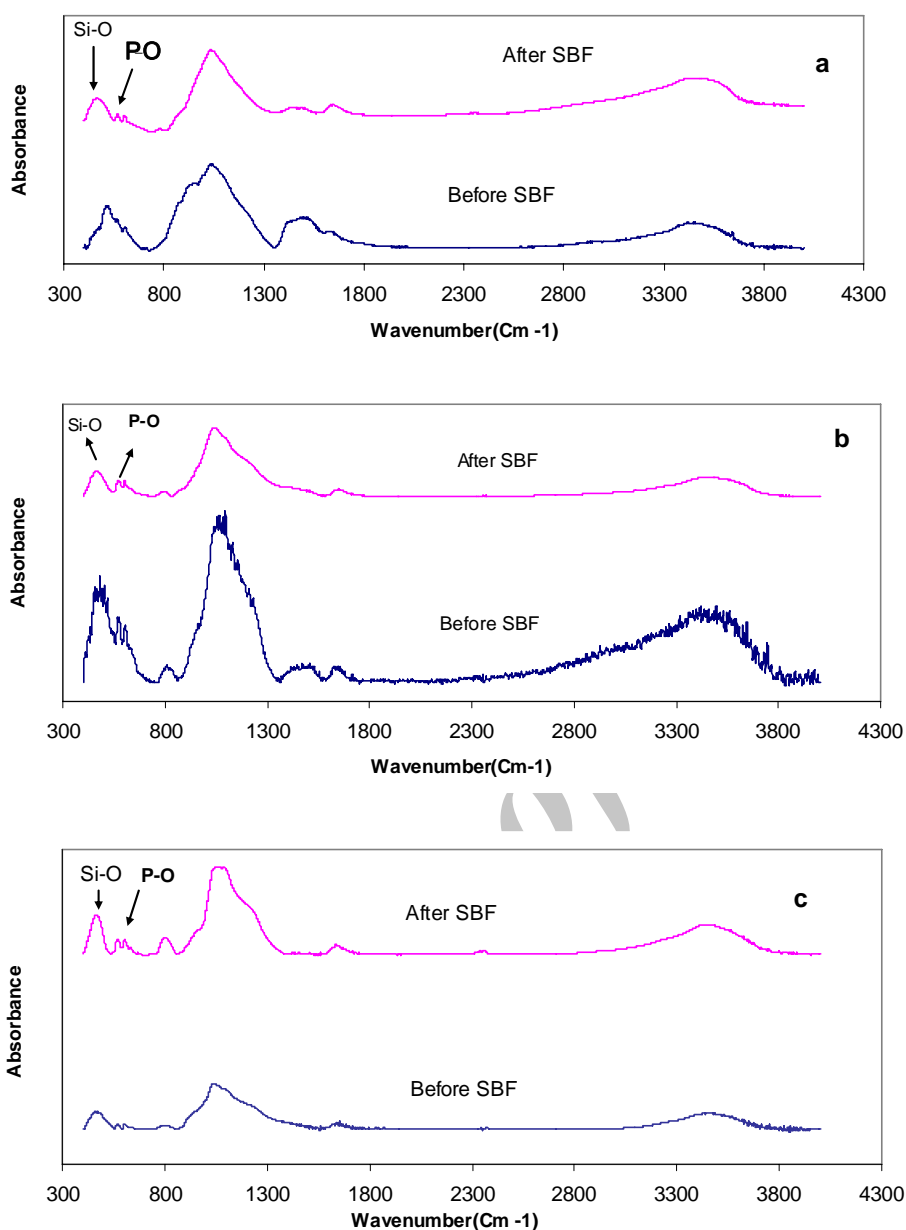 Si-O
P-O
After SBF
a
Absorbance
Before SBF
300 800 1300 1800 2300 2800 3300 3800 4300
Wavenumber(Cm -1)
Si-O
P-O
b
After SBF
Absorbance
Before SBF
300 800 1300 1800 2300 2800 3300 3800 4300
Wavenumber(Cm-1)
Si-O
P-O
c
After SBF
Absorbance
Before SBF
300 800 1300 1800 2300 2800 3300 3800 4300
Wavenumber(Cm -1)